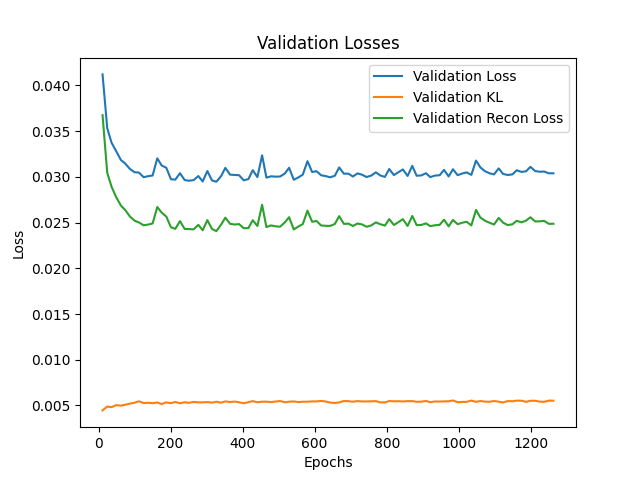 Validation Losses
Validation Loss
Validation KL
Validation Recon Loss
0.040
0.035
0.030
0.025
0.020
0.015
0.010
0.005
Loss
0 200 400 600 800 1000 1200
Epochs